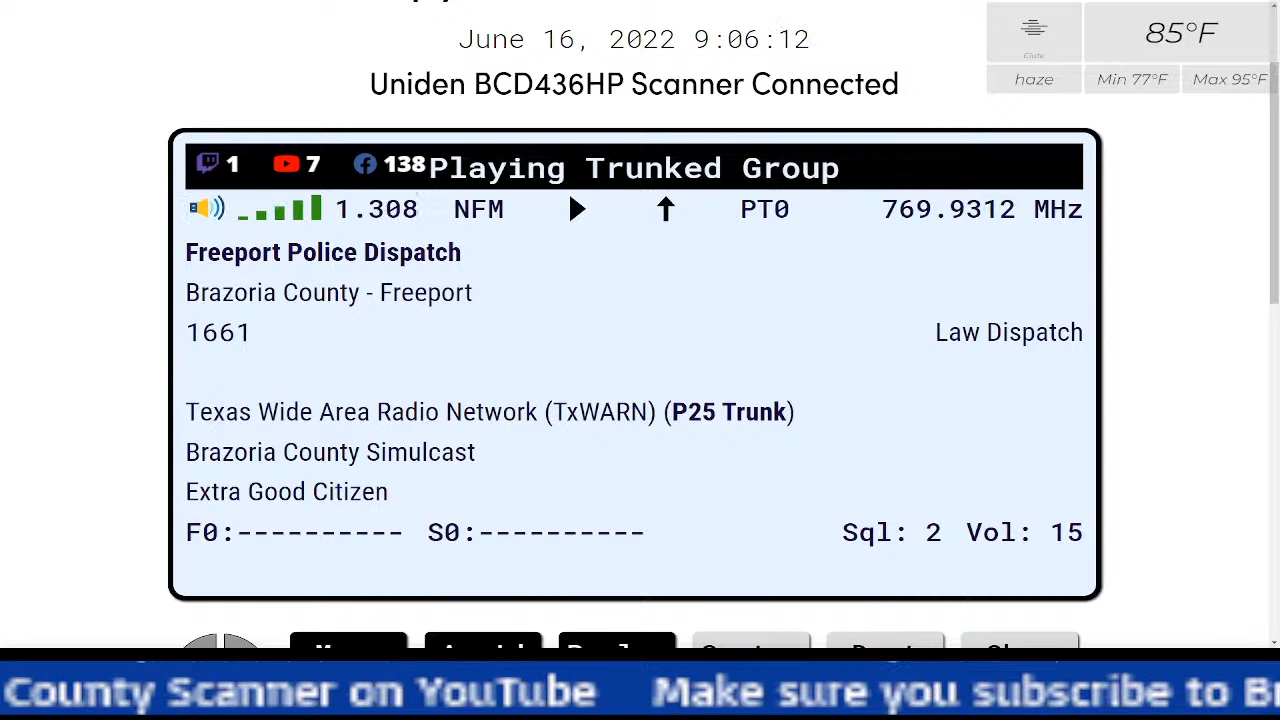 June 16, 2022 9:06:12
85°F
Clute
Uniden BCD436HP Scanner Connected
haze Min 77°F Max 95°F
1 7 138 Playing Trunked Group
1.308 NFM PT0 769.9312 MHz
Freeport Police Dispatch
Brazoria County - Freeport
1661 Law Dispatch
Texas Wide Area Radio Network (TxWARN) (P25 Trunk)
Brazoria County Simulcast
Extra Good Citizen
F0:---------- S0:---------- Sql: 2 Vol: 15
County Scanner on YouTube Make sure you subscribe to B